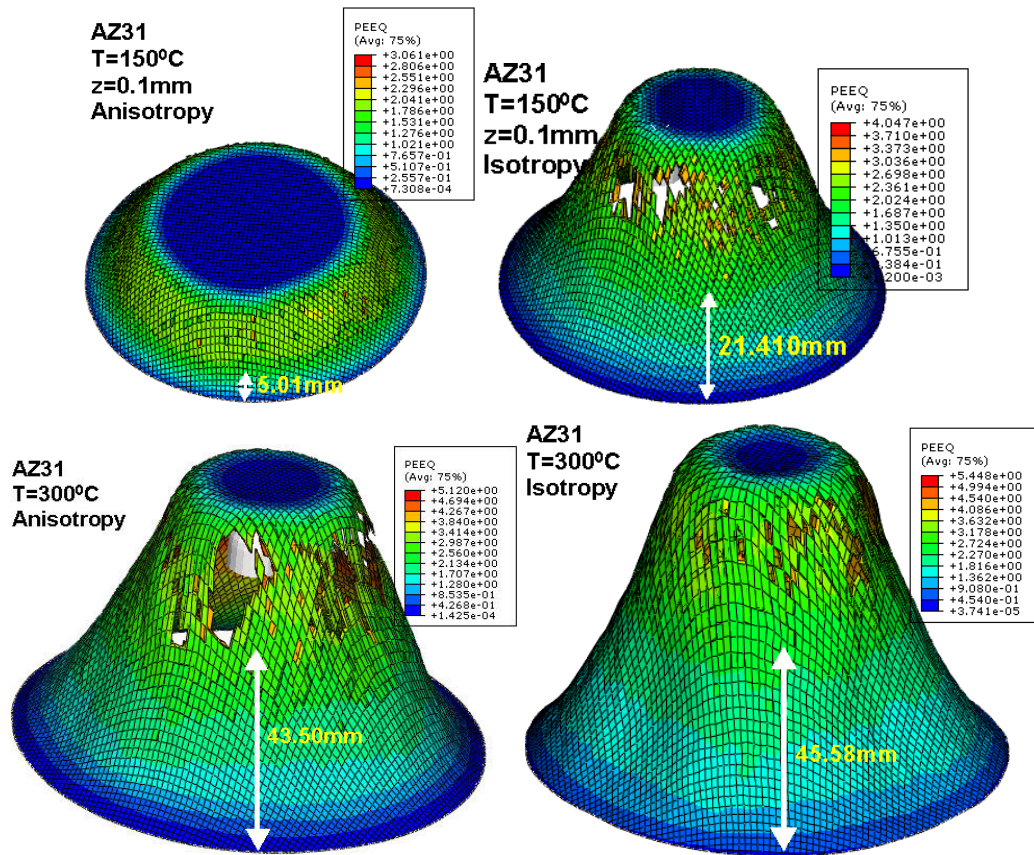 AZ31
T=150⁰C
z=0.1mm
Anisotropy
PEEQ
(Avg: 75%)
+3.061e+00
+2.806e+00
+2.551e+00
+2.296e+00
+2.041e+00
+1.786e+00
+1.531e+00
+1.276e+00
+1.021e+00
+7.657e-01
+5.107e-01
+2.557e-01
+7.308e-04
5.01mm
AZ31
T=150⁰C
z=0.1mm
Isotropy
PEEQ
(Avg: 75%)
+4.047e+00
+3.710e+00
+3.373e+00
+3.036e+00
+2.698e+00
+2.361e+00
+2.024e+00
+1.687e+00
+1.350e+00
+1.013e+00
.755e-01
.384e-01
.200e-03
21.410mm
AZ31
T=300⁰C
Anisotropy
PEEQ
(Avg: 75%)
+5.120e+00
+4.694e+00
+4.267e+00
+3.840e+00
+3.414e+00
+2.987e+00
+2.560e+00
+2.134e+00
+1.707e+00
+1.280e+00
+8.535e-01
+4.268e-01
+1.425e-04
43.50mm
AZ31
T=300⁰C
Isotropy
PEEQ
(Avg: 75%)
+5.448e+00
+4.994e+00
+4.540e+00
+4.086e+00
+3.632e+00
+3.178e+00
+2.724e+00
+2.270e+00
+1.816e+00
+1.362e+00
+9.080e-01
+4.540e-01
+3.741e-05
45.58mm